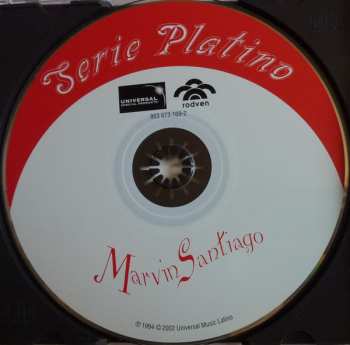 Serie Platino
UNIVERSAL
rodven
Marvin Santiago
℗ 1994 © 2002 Universal Music Latino